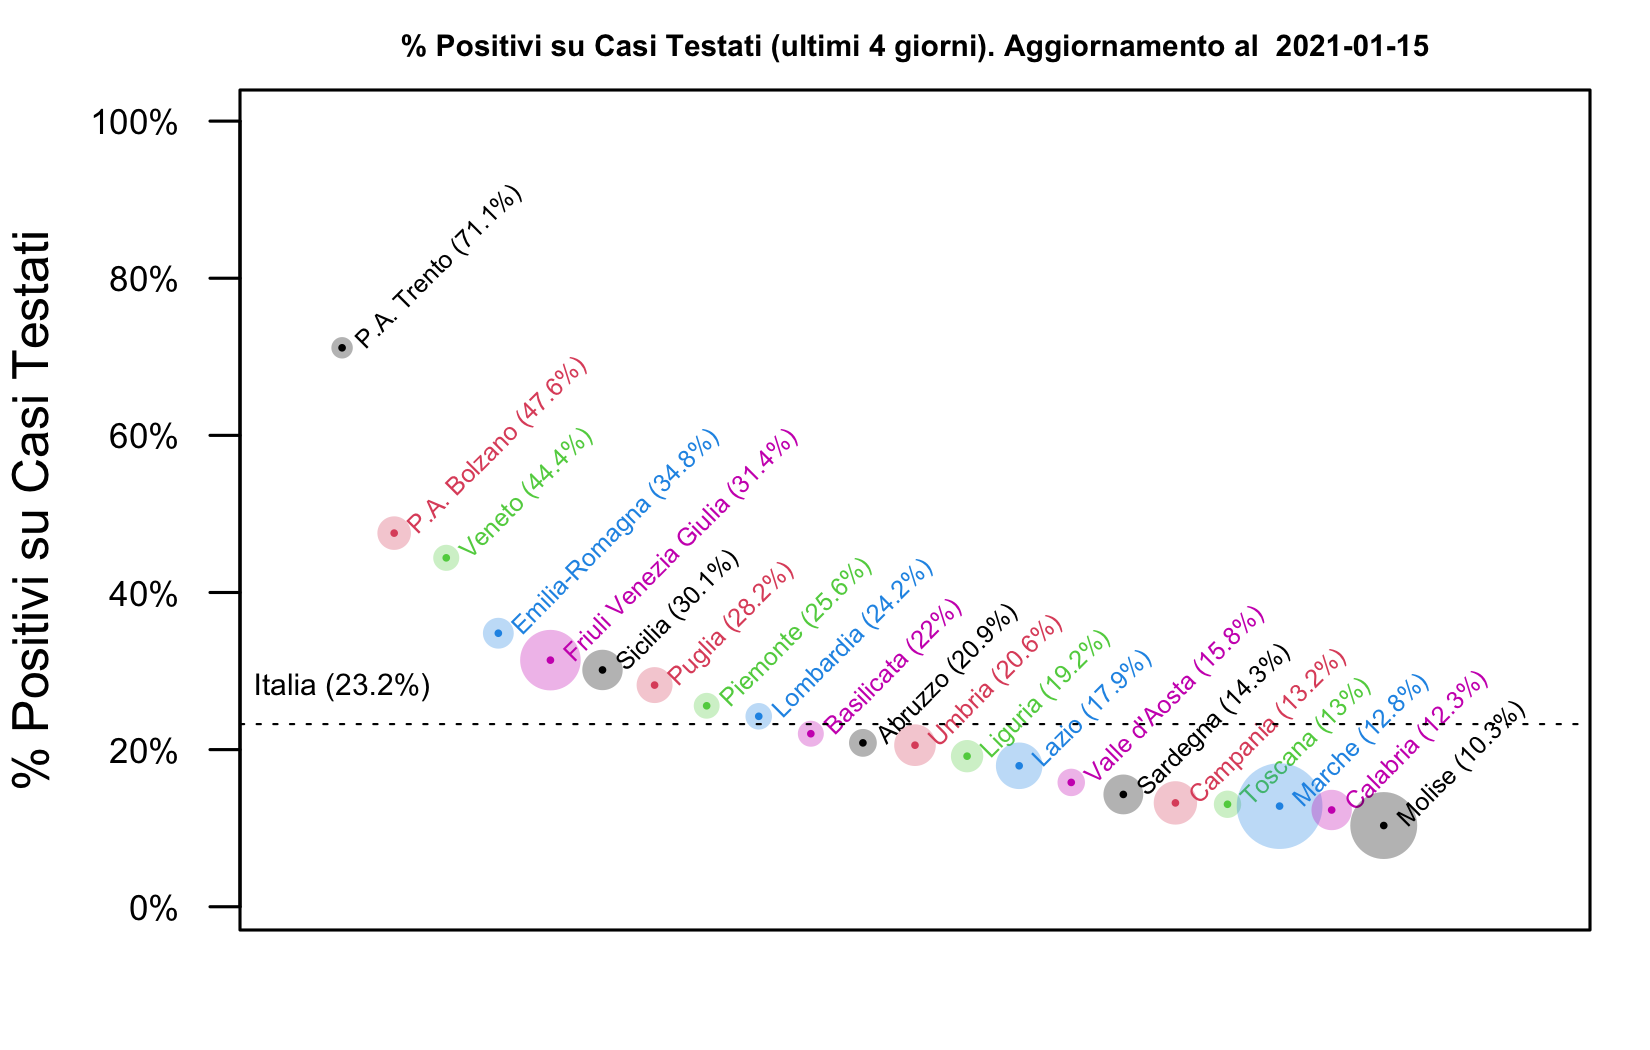 % Positivi su Casi Testati (ultimi 4 giorni). Aggiornamento al  2021-01-15
% Positivi su Casi Testati
100%
80%
60%
40%
20%
0%
Italia (23.2%)
P.A. Trento (71.1%)
P.A. Bolzano (47.6%)
Veneto (44.4%)
Emilia-Romagna (34.8%)
Friuli Venezia Giulia (31.4%)
Sicilia (30.1%)
Puglia (28.2%)
Piemonte (25.6%)
Lombardia (24.2%)
Basilicata (22%)
Abruzzo (20.9%)
Umbria (20.6%)
Liguria (19.2%)
Lazio (17.9%)
Valle d'Aosta (15.8%)
Sardegna (14.3%)
Campania (13.2%)
Toscana (13%)
Marche (12.8%)
Calabria (12.3%)
Molise (10.3%)